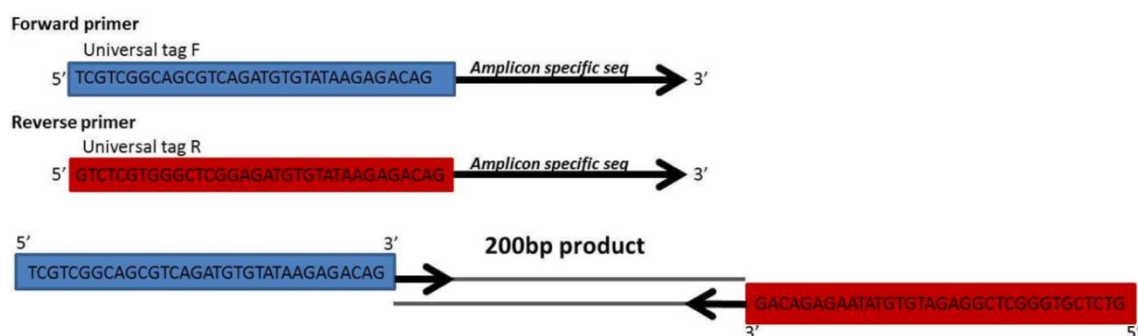 Forward primer
Universal tag F
5’ TCGTCGGCAGCGTCAGATGTGTATAAGAGACAG Amplicon specific seq 3’
Reverse primer
Universal tag R
5’ GTCTCGTGGGCTCGGAGATGTGTATAAGAGACAG Amplicon specific seq 3’
5’ 3’ 200bp product
TCGTCGGCAGCGTCAGATGTGTATAAGAGACAG
GACAGAGAATATGTGTAGAGGCTCGGGTGCTCTG
3’ 5’